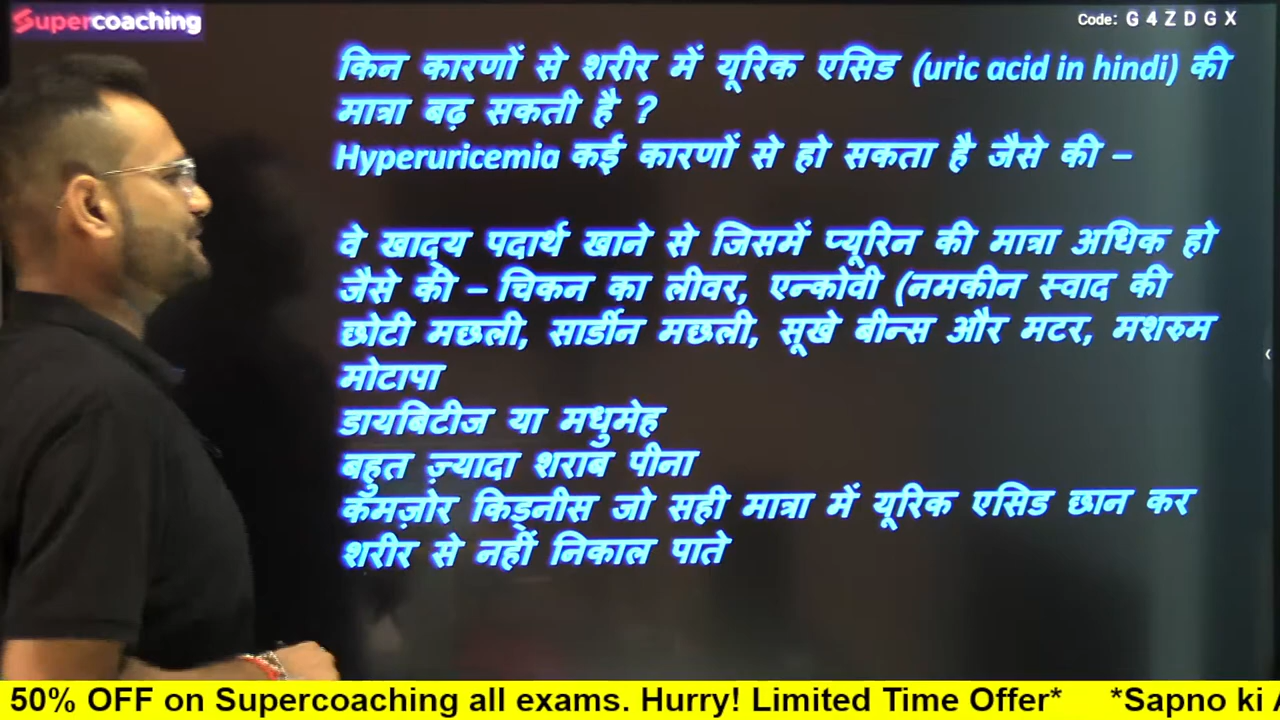 Supercoaching
Code: G4ZDGX
किन कारणों से शरीर में यूरिक एसिड (uric acid in hindi) की
मात्रा बढ़ सकती है ?
Hyperuricemia कई कारणों से हो सकता है जैसे की –
वे खाद्य पदार्थ खाने से जिसमें प्यूरिन की मात्रा अधिक हो
जैसे की – चिकन का लीवर, एन्कोवी (नमकीन स्वाद की
छोटी मछली, सार्डीन मछली, सूखे बीन्स और मटर, मशरुम
मोटापा
डायबिटीज या मधुमेह
बहुत ज़्यादा शराब पीना
कमज़ोर किड्नीस जो सही मात्रा में यूरिक एसिड छान कर
शरीर से नहीं निकाल पाते
50% OFF on Supercoaching all exams. Hurry! Limited Time Offer* *Sapno ki